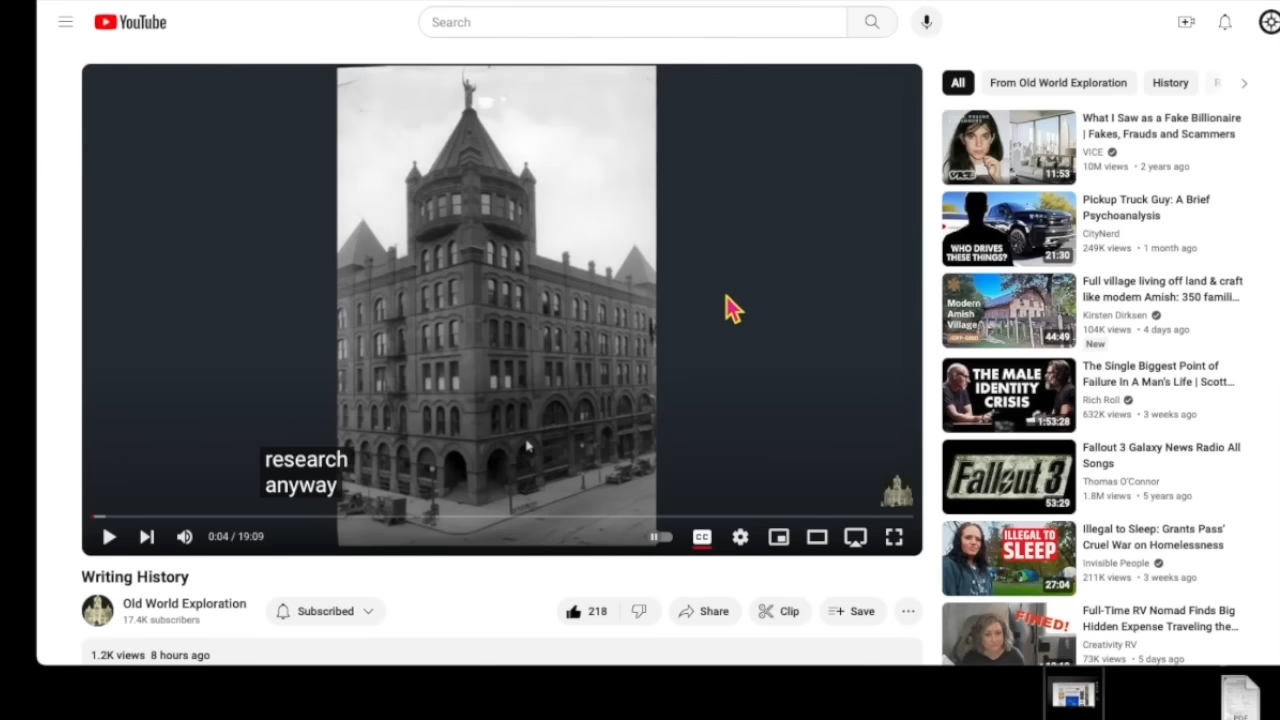 YouTube
Search
research
anyway
0:04 / 19:09
CC
Writing History
Old World Exploration
17.4K subscribers
Subscribed
218
Share
Clip
Save
1.2K views 8 hours ago
All
From Old World Exploration
History
What I Saw as a Fake Billionaire
| Fakes, Frauds and Scammers
VICE
10M views • 2 years ago
VICE
11:53
Pickup Truck Guy: A Brief
Psychoanalysis
CityNerd
249K views • 1 month ago
WHO DRIVES
THESE THINGS?
21:30
Full village living off land & craft
like modern Amish: 350 famili...
Kirsten Dirksen
104K views • 4 days ago
New
Modern
Amish
Village
44:49
The Single Biggest Point of
Failure In A Man's Life | Scott...
Rich Roll
632K views • 3 weeks ago
THE MALE
IDENTITY
CRISIS
1:53:28
Fallout 3 Galaxy News Radio All
Songs
Thomas O'Connor
1.8M views • 5 years ago
Fallout 3
53:29
Illegal to Sleep: Grants Pass'
Cruel War on Homelessness
Invisible People
211K views • 3 weeks ago
ILLEGAL TO
SLEEP
27:04
Full-Time RV Nomad Finds Big
Hidden Expense Traveling the...
Creativity RV
73K views • 5 days ago
FINED!
PDF